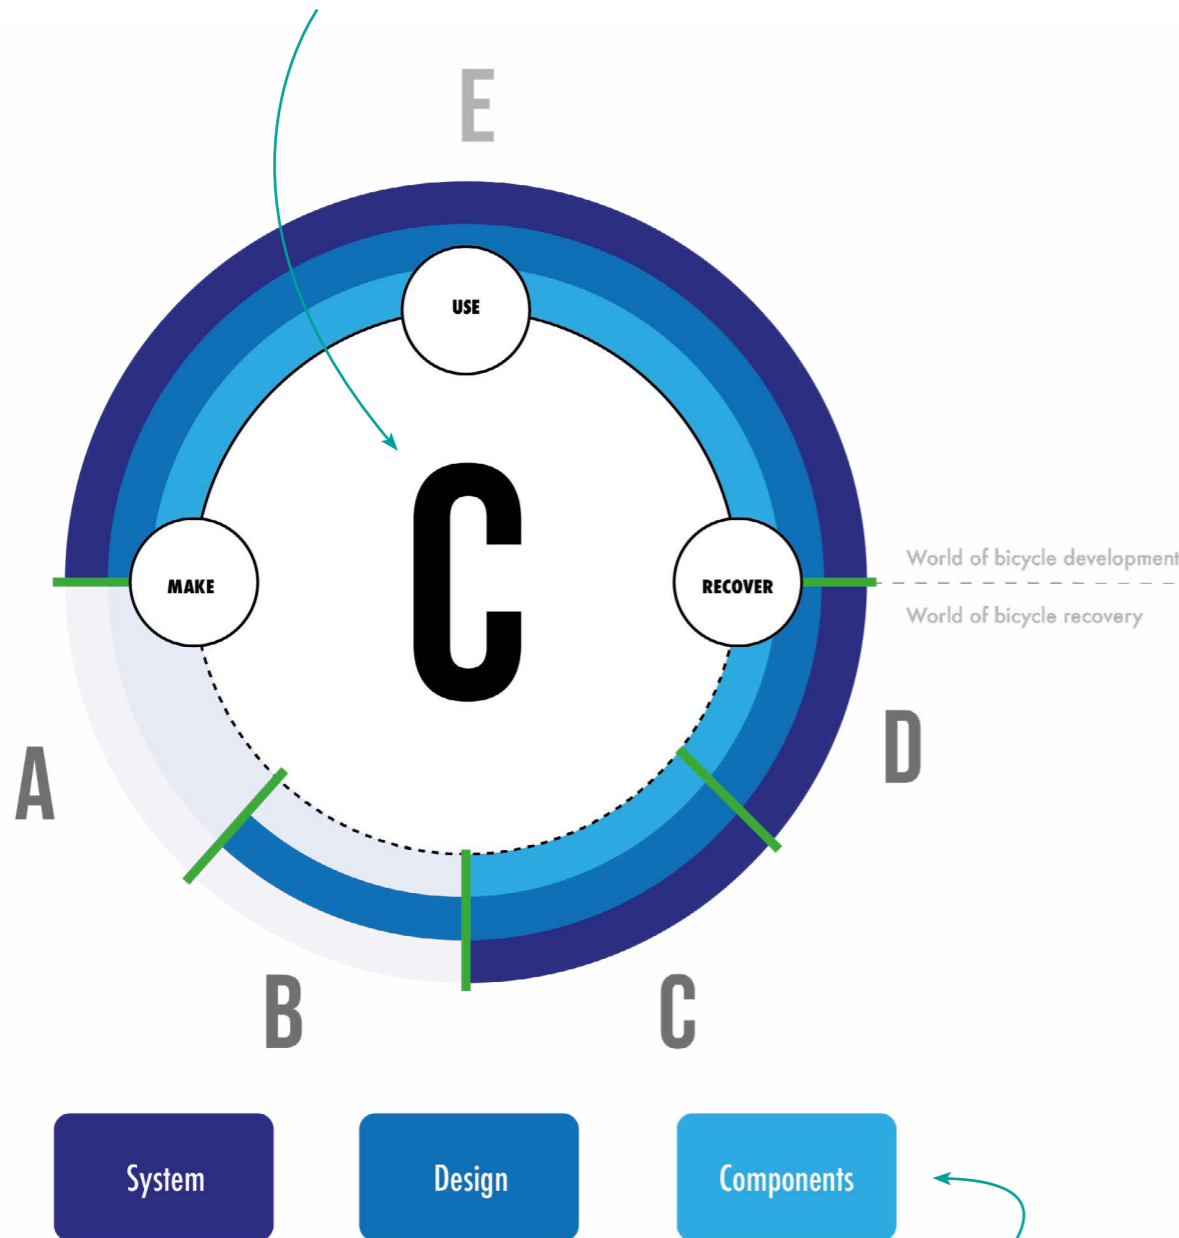 E
USE
C
MAKE
RECOVER
World of bicycle development
World of bicycle recovery
A
D
B
C
System
Design
Components